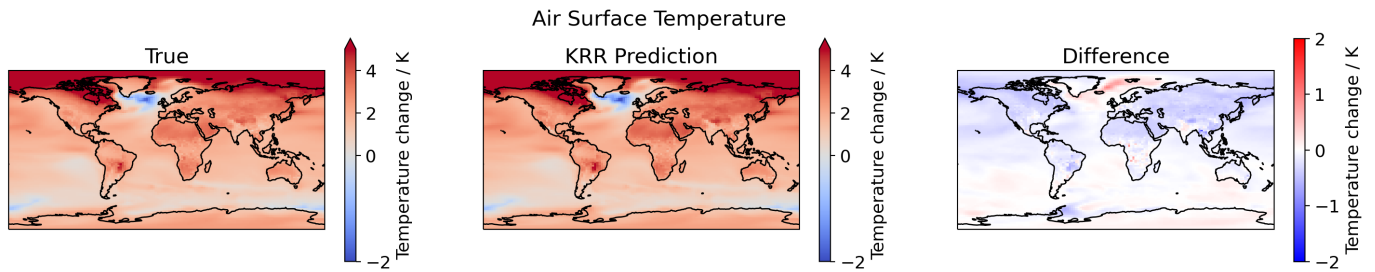 Air Surface Temperature
True
4
2
0
−2
Temperature change / K
KRR Prediction
4
2
0
−2
Temperature change / K
Difference
2
1
0
−1
−2
Temperature change / K